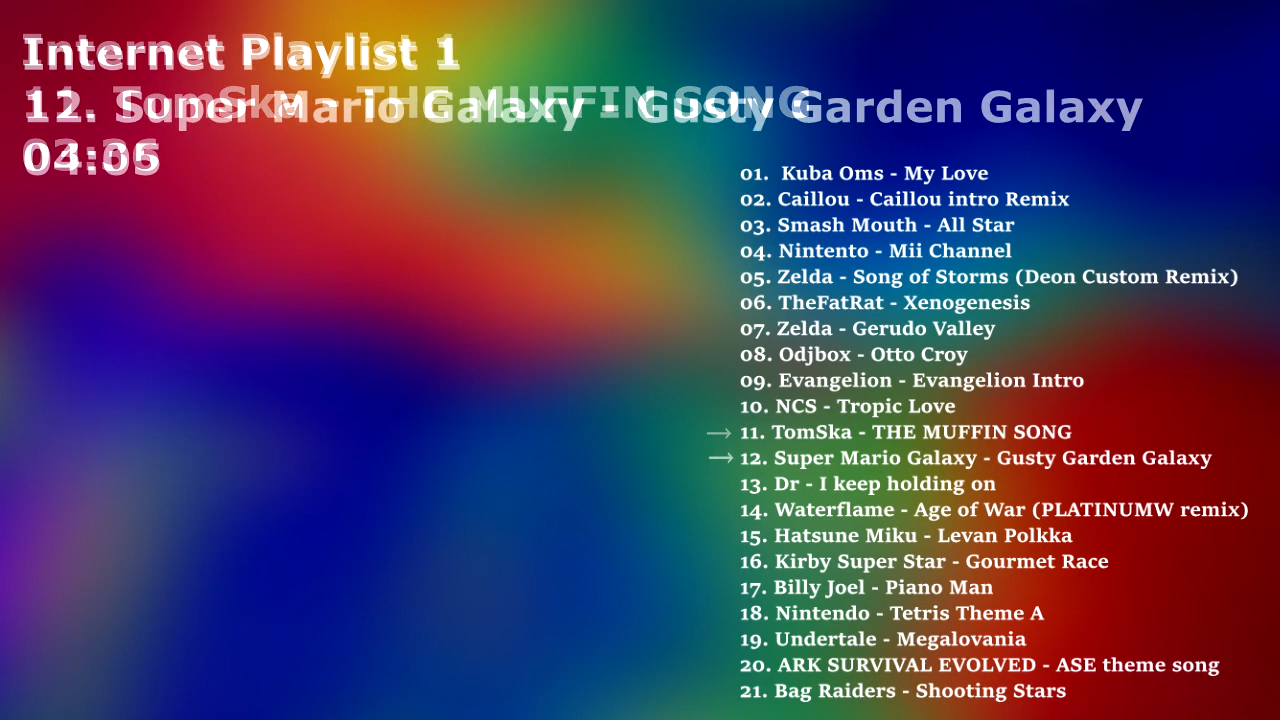 Internet Playlist 1
11. TomSka - THE MUFFIN SONG
12. Super Mario Galaxy - Gusty Garden Galaxy
01. Kuba Oms - My Love
02. Caillou - Caillou intro Remix
03. Smash Mouth - All Star
04. Nintento - Mii Channel
05. Zelda - Song of Storms (Deon Custom Remix)
06. TheFatRat - Xenogenesis
07. Zelda - Gerudo Valley
08. Odjbox - Otto Croy
09. Evangelion - Evangelion Intro
10. NCS - Tropic Love
→ 11. TomSka - THE MUFFIN SONG
→ 12. Super Mario Galaxy - Gusty Garden Galaxy
13. Dr - I keep holding on
14. Waterflame - Age of War (PLATINUMW remix)
15. Hatsune Miku - Levan Polkka
16. Kirby Super Star - Gourmet Race
17. Billy Joel - Piano Man
18. Nintendo - Tetris Theme A
19. Undertale - Megalovania
20. ARK SURVIVAL EVOLVED - ASE theme song
21. Bag Raiders - Shooting Stars